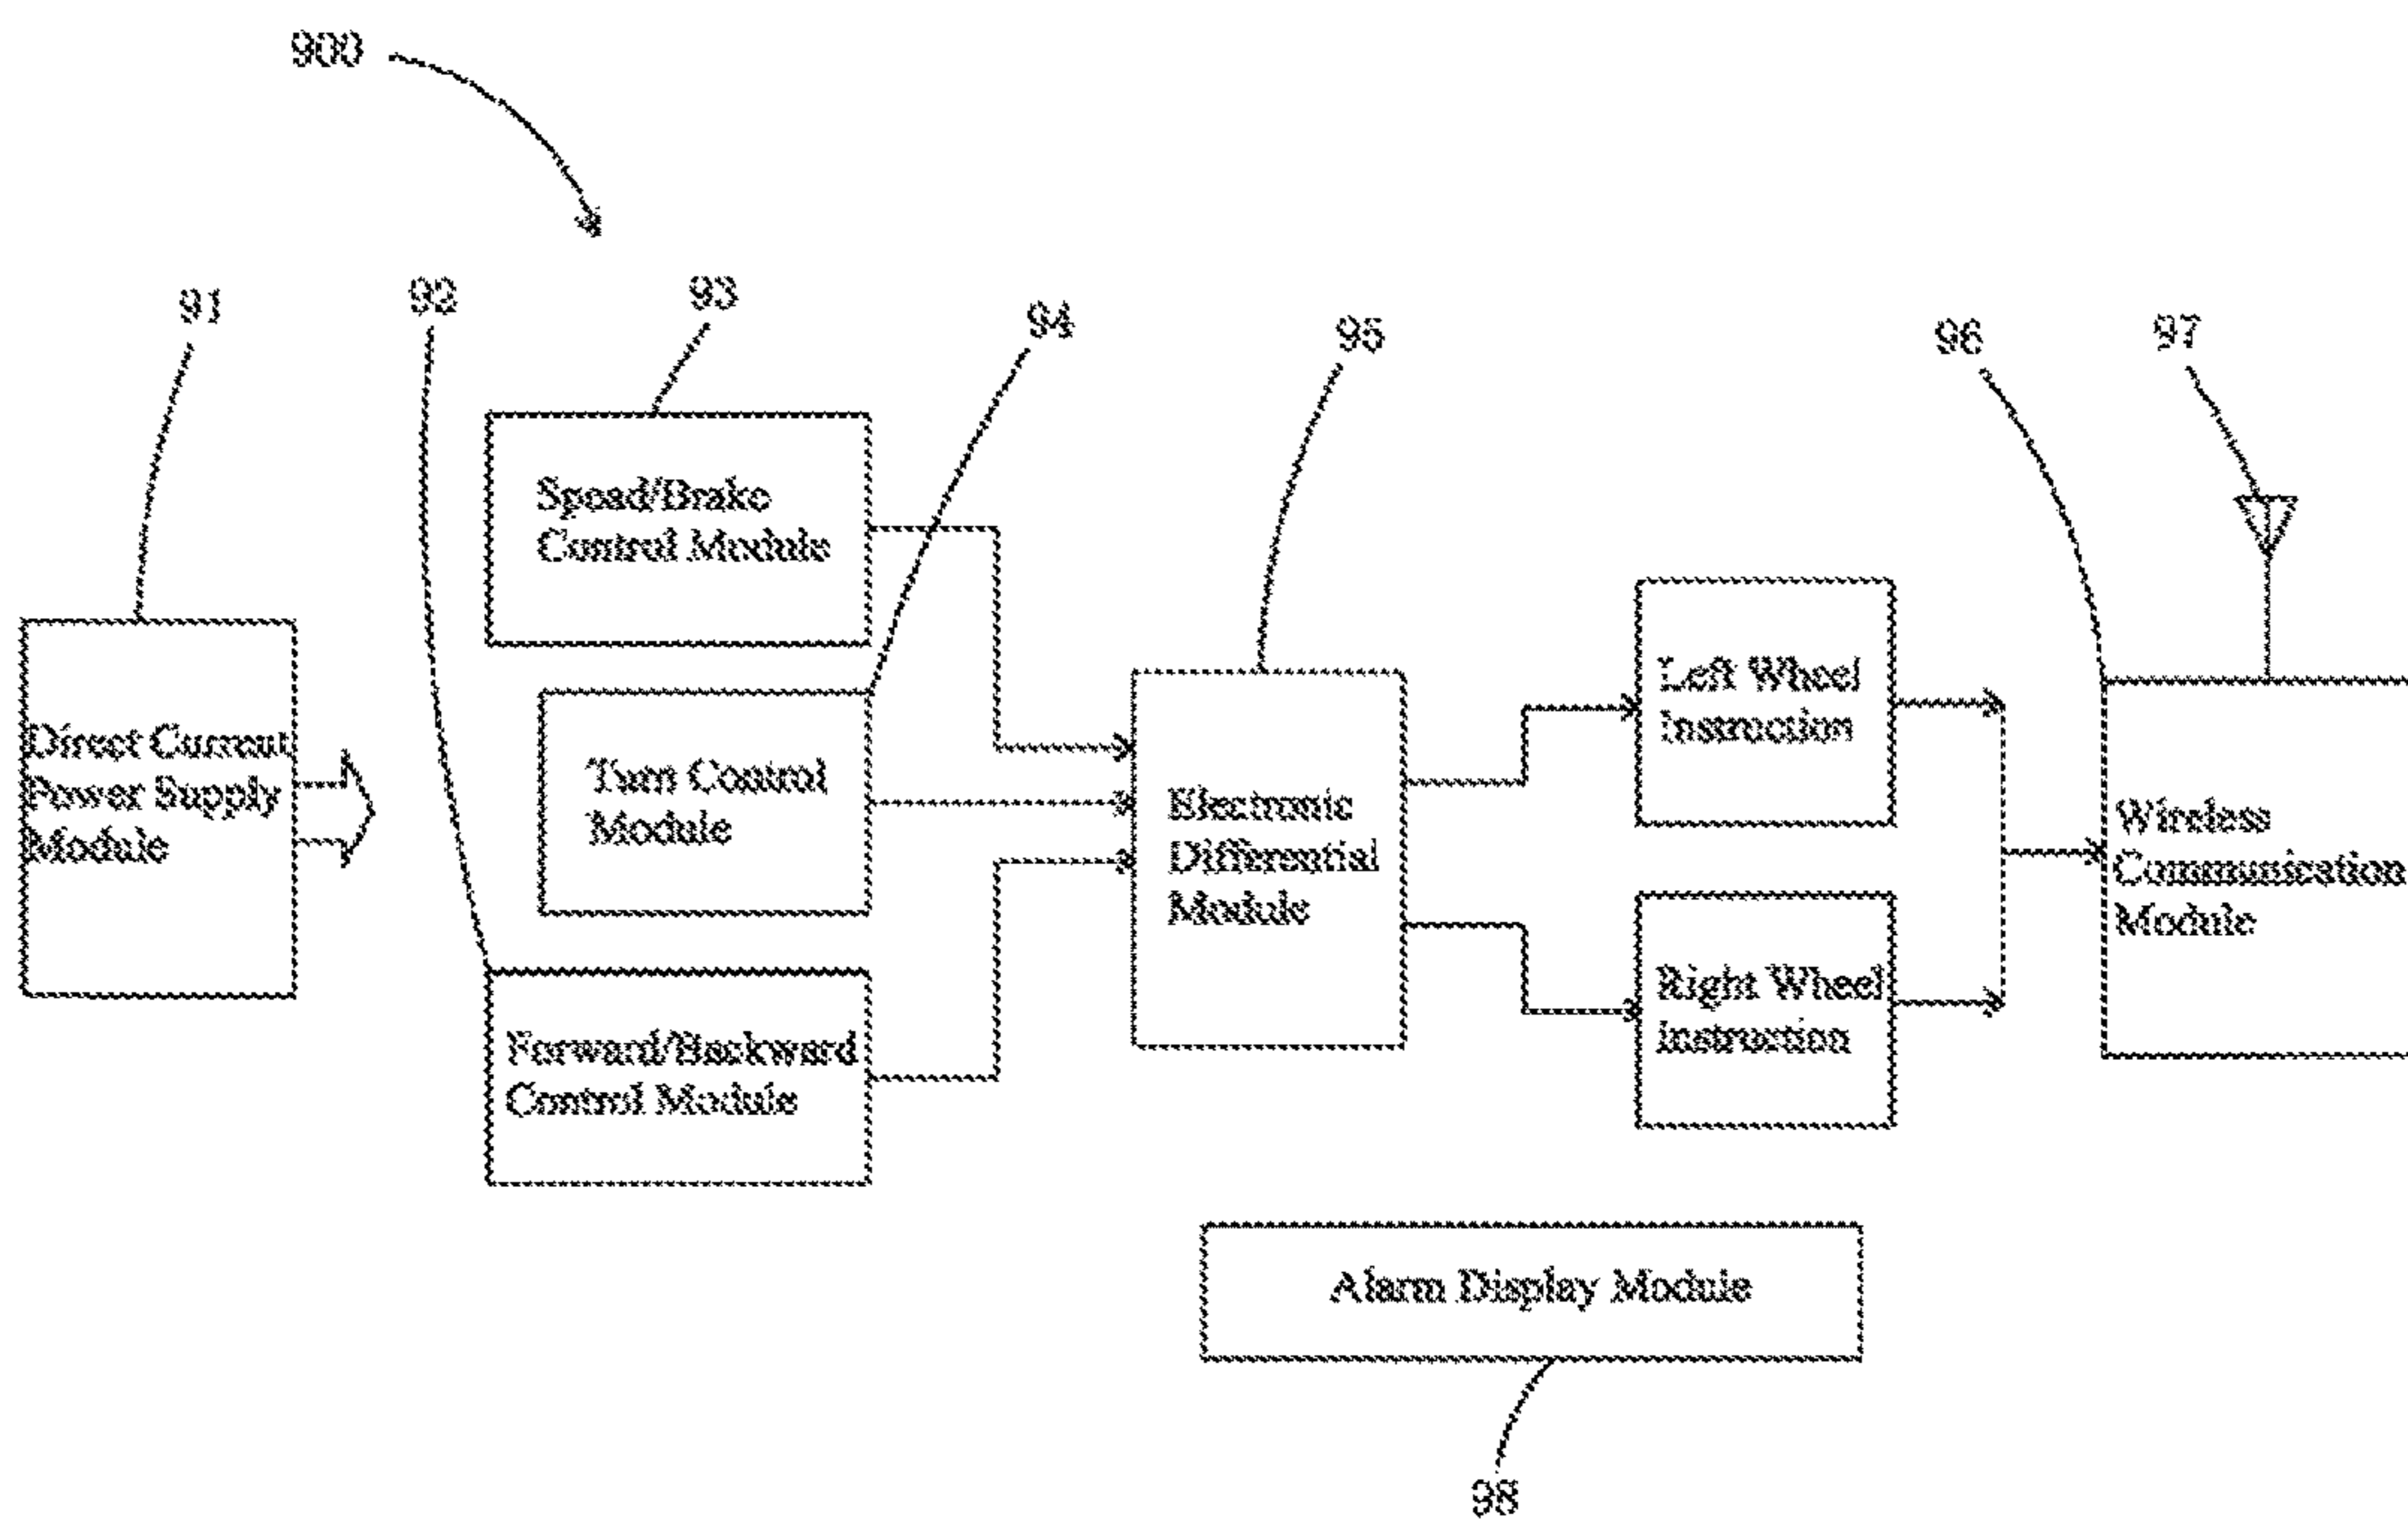 900
91
92
93
94
95
96
97
Speed/Brake
Control Module
Direct Current
Power Supply
Module
Turn Control
Module
Forward/Backward
Control Module
Electronic
Differential
Module
Left Wheel
Instruction
Right Wheel
Instruction
Wireless
Communication
Module
Alarm Display Module
98